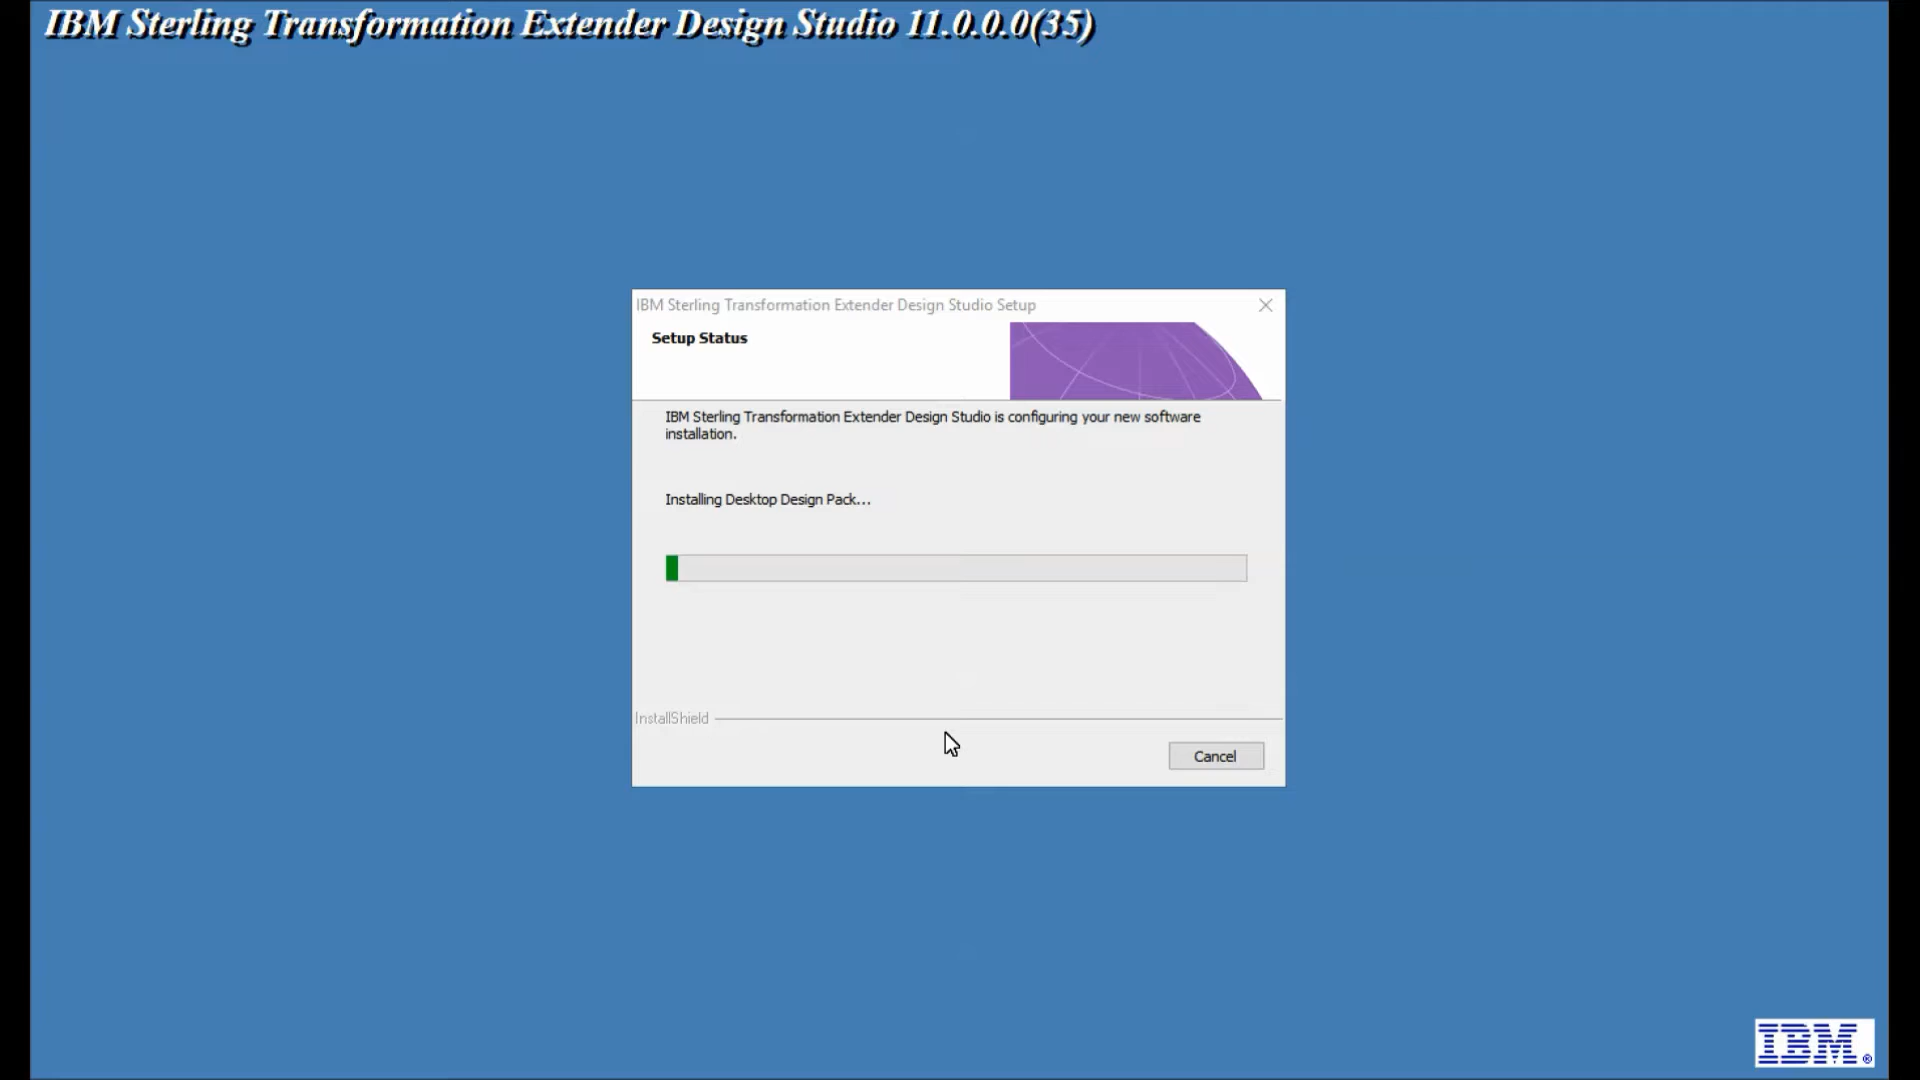 IBM Sterling Transformation Extender Design Studio 11.0.0.0(35)
IBM Sterling Transformation Extender Design Studio Setup
Setup Status
IBM Sterling Transformation Extender Design Studio is configuring your new software
installation.
Installing Desktop Design Pack...
InstallShield
Cancel
IBM®